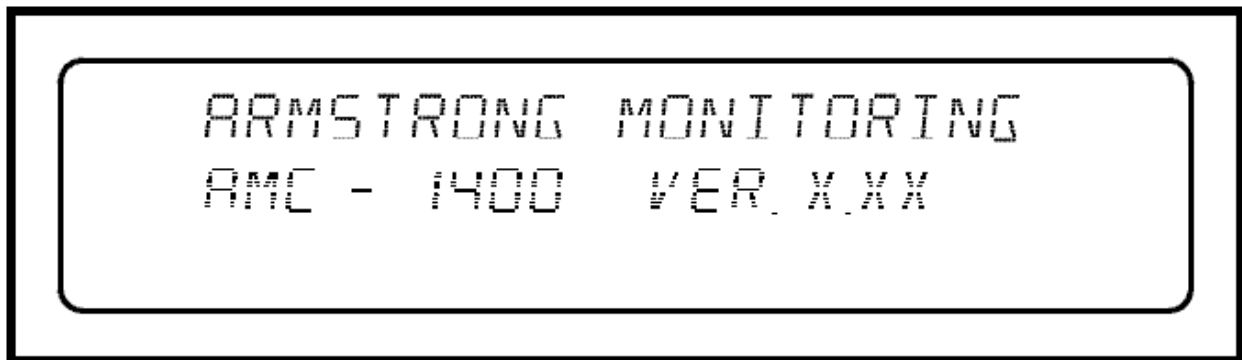 ARMSTRONG MONITORING
AMC - 1400 VER. X.XX